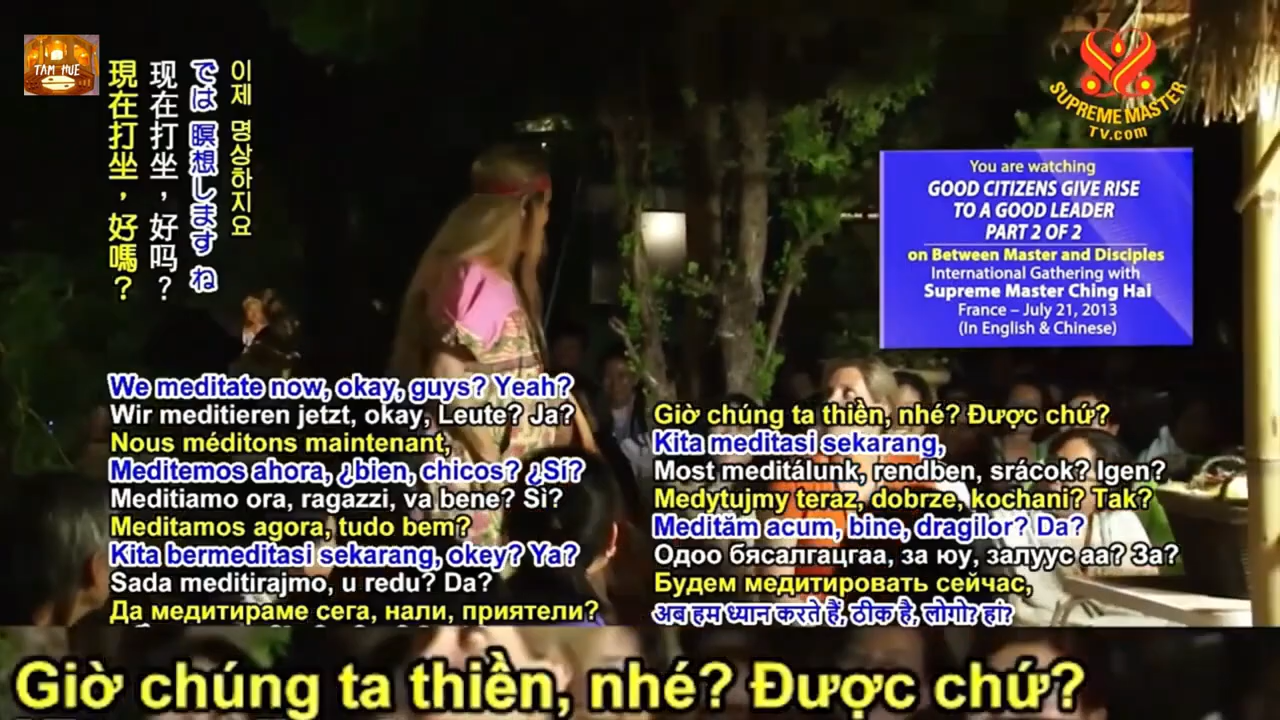 TAM HUE
現在打坐，好嗎？
现在打坐，好吗？
では 瞑想します ね
이제 명상하지요
SUPREME MASTER
TV.com
You are watching
GOOD CITIZENS GIVE RISE
TO A GOOD LEADER
PART 2 OF 2
on Between Master and Disciples
International Gathering with
Supreme Master Ching Hai
France – July 21, 2013
(In English & Chinese)
We meditate now, okay, guys? Yeah?
Wir meditieren jetzt, okay, Leute? Ja?
Nous méditons maintenant,
Meditemos ahora, ¿bien, chicos? ¿Sí?
Meditiamo ora, ragazzi, va bene? Sì?
Meditamos agora, tudo bem?
Kita bermeditasi sekarang, okey? Ya?
Sada meditirajmo, u redu? Da?
Да медитираме сега, нали, приятели?
Giờ chúng ta thiền, nhé? Được chứ?
Kita meditasi sekarang,
Most meditálunk, rendben, srácok? Igen?
Medytujmy teraz, dobrze, kochani? Tak?
Medităm acum, bine, dragilor? Da?
Одоо бясалгацгаа, за юу, залуус аа? За?
Будем медитировать сейчас,
अब हम ध्यान करते हैं, ठीक है, लोगो? हां?
Giờ chúng ta thiền, nhé? Được chứ?